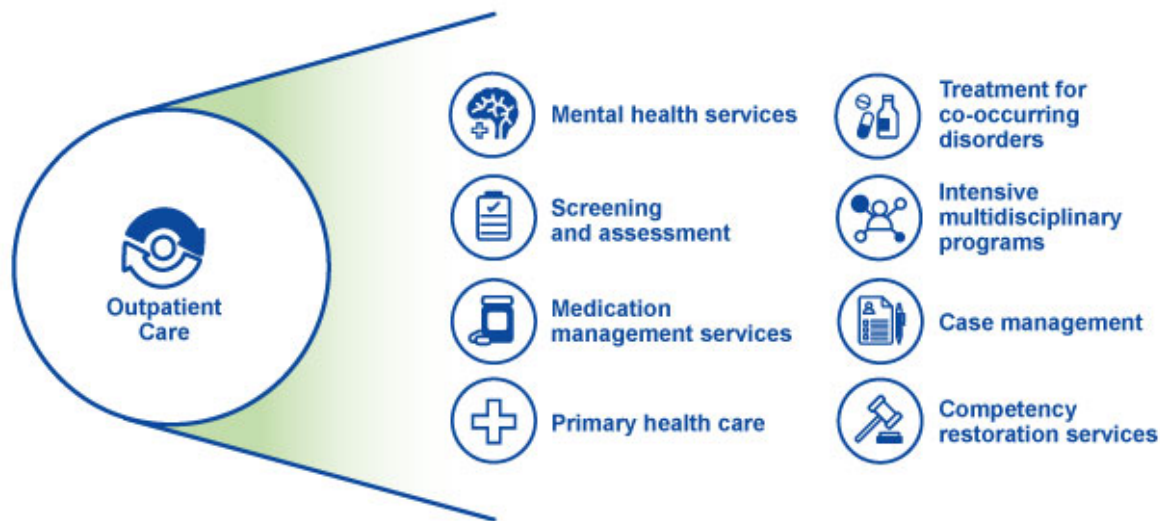 Outpatient
Care
Mental health services
Screening
and assessment
Medication
management services
Primary health care
Treatment for
co-occurring
disorders
Intensive
multidisciplinary
programs
Case management
Competency
restoration services